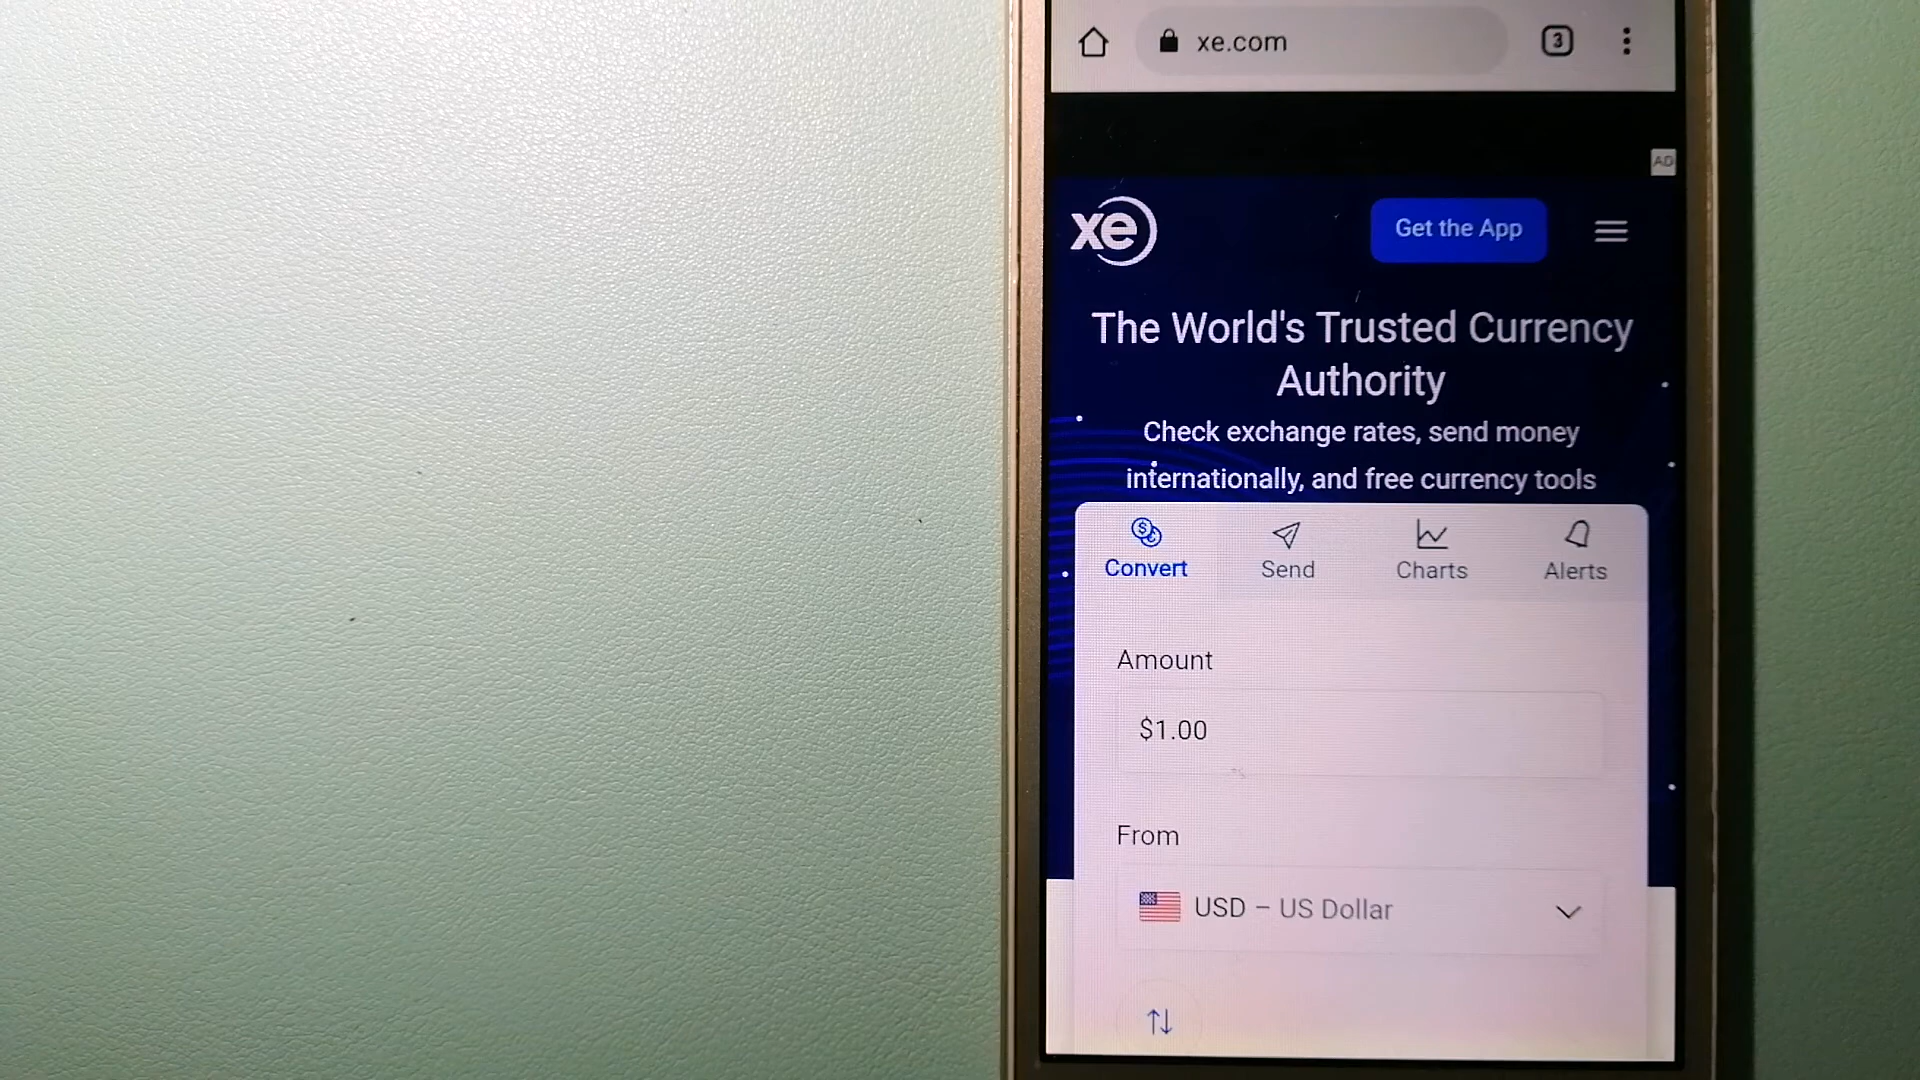 xe.com
3
AD
xe
Get the App
The World's Trusted Currency
Authority
Check exchange rates, send money
internationally, and free currency tools
Convert
Send
Charts
Alerts
Amount
$1.00
From
USD – US Dollar